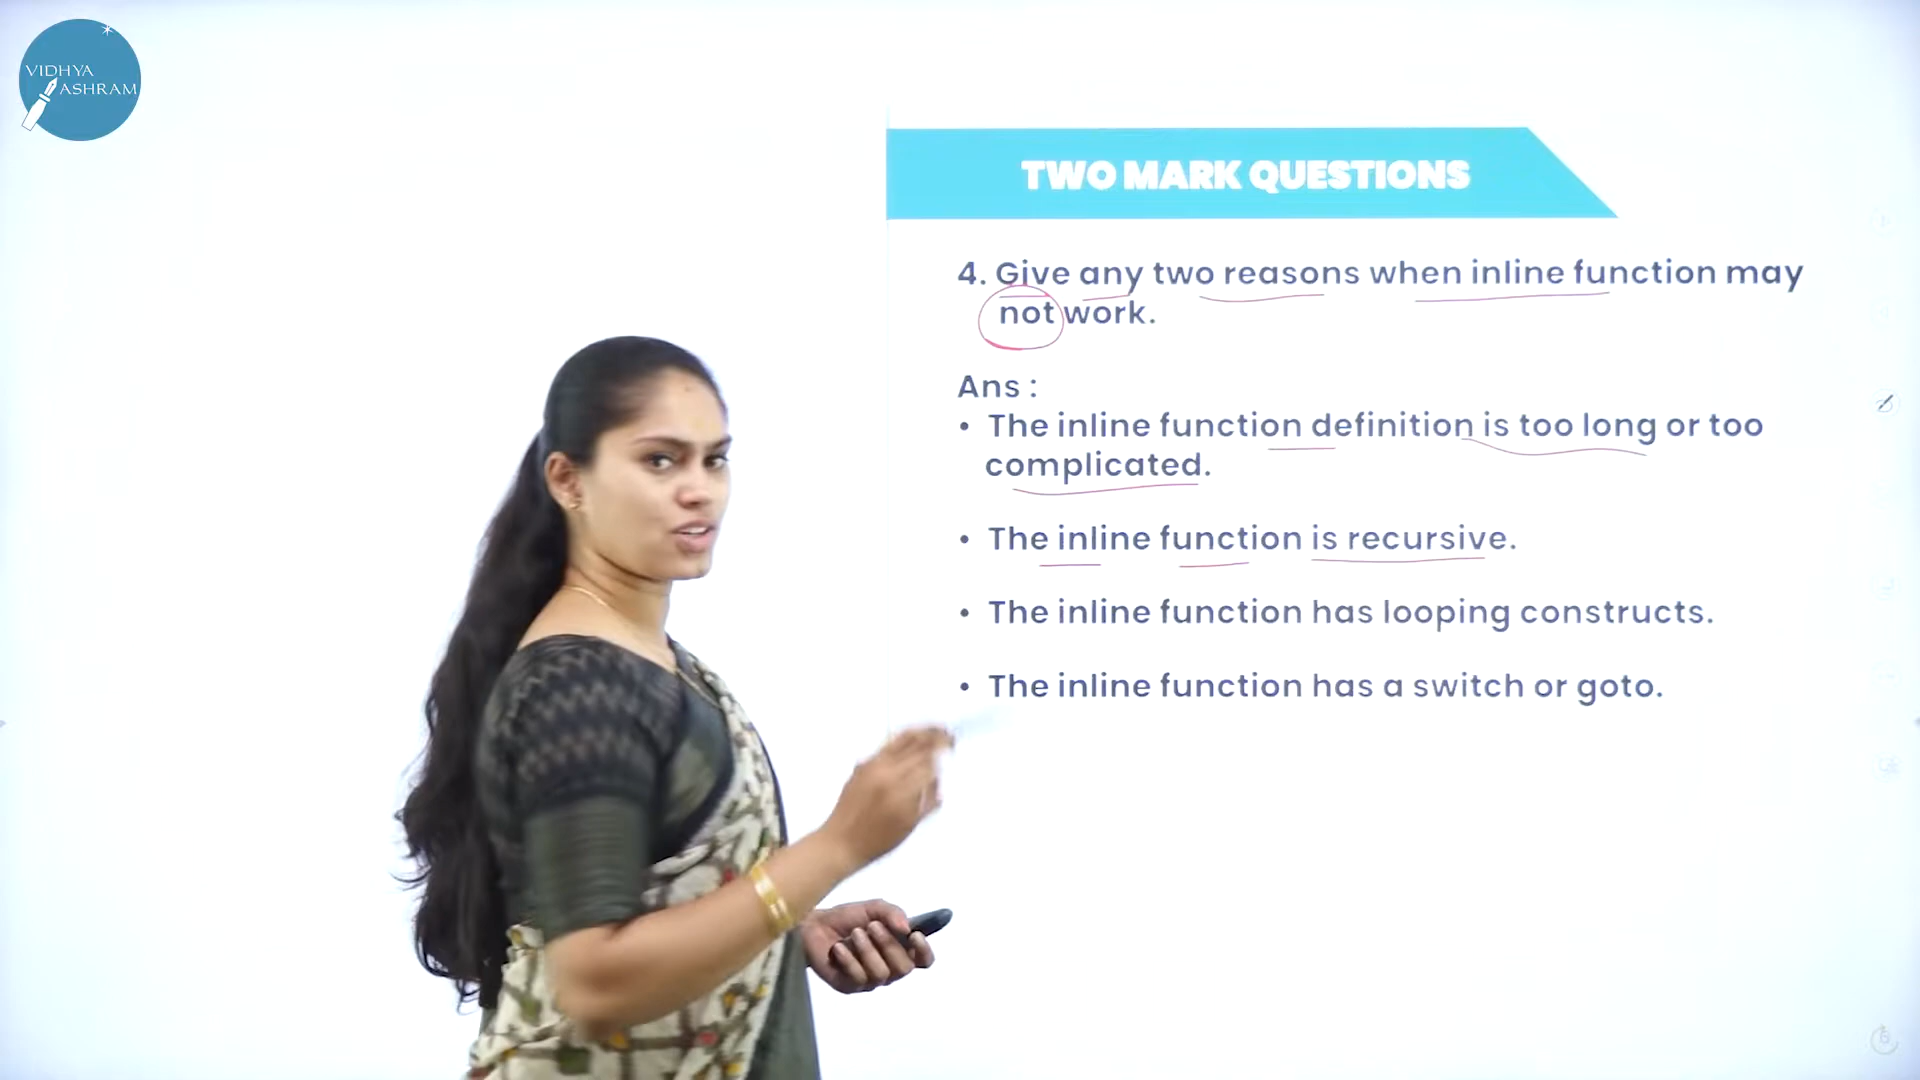 VIDHYA
ASHRAM
TWO MARK QUESTIONS
4. Give any two reasons when inline function may
not work.
Ans :
• The inline function definition is too long or too
complicated.
• The inline function is recursive.
• The inline function has looping constructs.
• The inline function has a switch or goto.